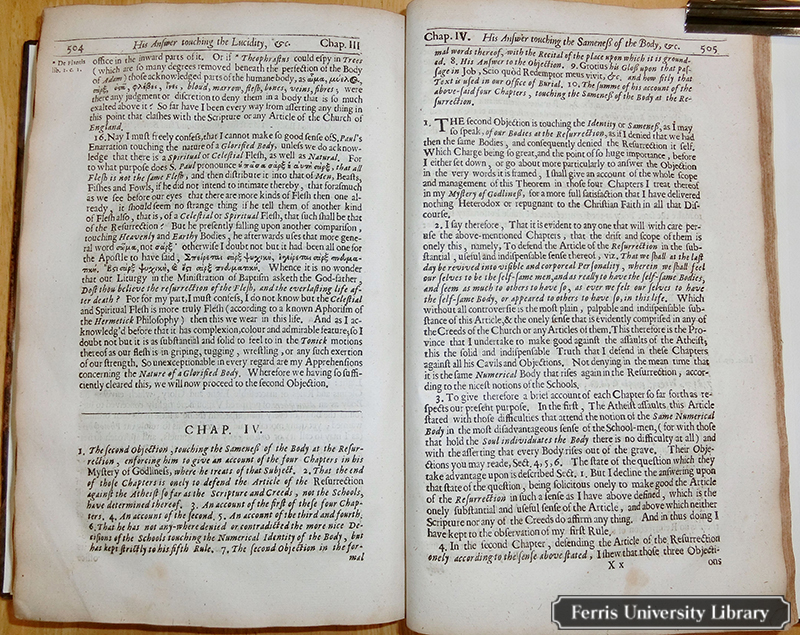 504 His Answer touching the Lucidity, &c. Chap. III
* De Plantis
lib. 1. c. 1.
office in the inward parts of it. Or if * Theophrastus could espy in Trees
( which are so many degrees removed beneath the perfection of the Body
of Adam) those acknowledged parts of the humane body, as
blood, marrow, flesh, bones, veins, fibres, were
there any judgment or discretion to deny them in a body that is so much
exalted above it? So far have I been every way from asserting any thing in
this point that clashes with the Scripture or any Article of the Church of
England.
16. Nay I must freely confess, that I cannot make so good sense of S. Paul's
Enarration touching the nature of a Glorified Body, unless we do acknow-
ledge that there is a Spiritual or Celestial Flesh, as well as Natural. For
to what purpose does S. Paul pronounce ὅτι οὐ πᾶσα σὰρξ ἡ αὐτὴ σάρξ, that all
Flesh is not the same Flesh, and then distribute it into that of Men, Beasts,
Fishes and Fowls, if he did not intend to intimate thereby, that forasmuch
as we see before our eyes that there are more kinds of Flesh then one al-
ready, it should seem no strange thing if he tell them of another kind
of Flesh also, that is, of a Celestial or Spiritual Flesh, that such shall be that
of the Resurrection? But he presently falling upon another comparison,
touching Heavenly and Earthy Bodies, he afterwards uses that more gene-
ral word σῶμα, not σάρξ: otherwise I doubt not but it had been all one for
the Apostle to have said, Σπείρεται σὰρξ ψυχικὴ, ἐγείρεται σὰρξ πνευμα-
τική. Ἔστι σὰρξ ψυχικὴ, & ἔστι σὰρξ πνευματική. Whence it is no wonder
that our Liturgy in the Ministration of Baptism asketh the God-father,
Dost thou believe the resurrection of the Flesh, and the everlasting life af-
ter death? For for my part, I must confess, I do not know but the Celestial
and Spiritual Flesh is more truly Flesh (according to a known Aphorism of
the Hermetick Philosophy) then this we wear in this life. And as I ac-
knowledg'd before that it has complexion, colour and admirable feature, so I
doubt not but it is as substantial and solid to feel to in the Tonick motions
thereof as our flesh is in griping, tugging, wrestling, or any such exertion
of our strength. So unexceptionable in every regard are my Apprehensions
concerning the Nature of a Glorified Body. Wherefore we having so suffi-
ciently cleared this, we will now proceed to the second Objection.
CHAP. IV.
1. The second Objection, touching the Sameness of the Body at the Resur-
rection, enforcing him to give an account of the four Chapters in his
Mystery of Godliness, where he treats of that Subject. 2. That the end
of those Chapters is onely to defend the Article of the Resurrection
against the Atheist so far as the Scripture and Creeds, not the Schools,
have determined thereof. 3. An account of the first of these four Chap-
ters. 4. An account of the second. 5. An account of the third and fourth.
6. That he has not any-where denied or contradicted the more nice De-
cisions of the Schools touching the Numerical Identity of the Body, but
has kept strictly to his fifth Rule. 7. The second Objection in the for-
mal
Chap. IV. His Answer touching the Sameness of the Body, &c. 505
mal words thereof, with the Recital of the place upon which it is ground-
ed. 8. His Answer to the Objection. 9. Grotius his Gloss upon that pas-
sage in Job, Scio quòd Redemptor meus vivit, &c. and how fitly that
Text is used in our Office of Burial. 10. The summe of his account of the
above-said four Chapters, touching the Sameness of the Body at the Re-
surrection.
1. THE second Objection is touching the Identity or Sameness, as I may
so speak, of our Bodies at the Resurrection, as if I denied that we had
then the same Bodies, and consequently denied the Resurrection it self.
Which Charge being so great, and the point of so huge importance, before
I either set down, or go about more particularly to answer the Objection
in the very words it is framed, I shall give an account of the whole scope
and management of this Theorem in those four Chapters I treat thereof
in my Mystery of Godliness, for a more full satisfaction that I have delivered
nothing Heterodox or repugnant to the Christian Faith in all that Dis-
course.
2. I say therefore, That it is evident to any one that will with care per-
use the above-mentioned Chapters, that the drift and scope of them is
onely this, namely, To defend the Article of the Resurrection in the sub-
stantial, useful and indispensable sense thereof, viz. That we shall at the last
day be revived into visible and corporeal Personality, wherein we shall feel
our selves to be the self-same men, and as really to have the self-same Bodies,
and seem as much to others to have so, as ever we felt our selves to have
the self-same Body, or appeared to others to have so, in this life. Which
without all controversie is the most plain, palpable and indispensible sub-
stance of this Article, & the onely sense that is evidently comprised in any of
the Creeds of the Church or any Articles of them. This therefore is the Pro-
vince that I undertake to make good against the assaults of the Atheist,
this the solid and indispensable Truth that I defend in these Chapters
against all his Cavils and Objections. Not denying in the mean time that
it is the same Numerical Body that rises again in the Resurrection, accor-
ding to the nicest notions of the Schools.
3. To give therefore a brief account of each Chapter so far forth as re-
spects our present purpose. In the first, The Atheist assaults this Article
stated with those difficulties that attend the notion of the Same Numerical
Body in the most disadvantageous sense of the School-men, (for with those
that hold the Soul individuates the Body there is no difficulty at all) and
with the asserting that every Body rises out of the grave. Their Obje-
ctions you may reade, Sect. 4, 5, 6. The state of the question which they
take advantage upon is described Sect. 1. But I decline the answering upon
that state of the question, being solicitous onely to make good the Article
of the Resurrection in such a sense as I have above defined, which is the
onely substantial and useful sense of the Article, and above which neither
Scripture nor any of the Creeds do affirm any thing. And in thus doing I
have kept to the observation of my first Rule.
4. In the second Chapter, defending the Article of the Resurrection
onely according to the sense above stated, I shew that those three Objecti-
X x ons
Ferris University Library